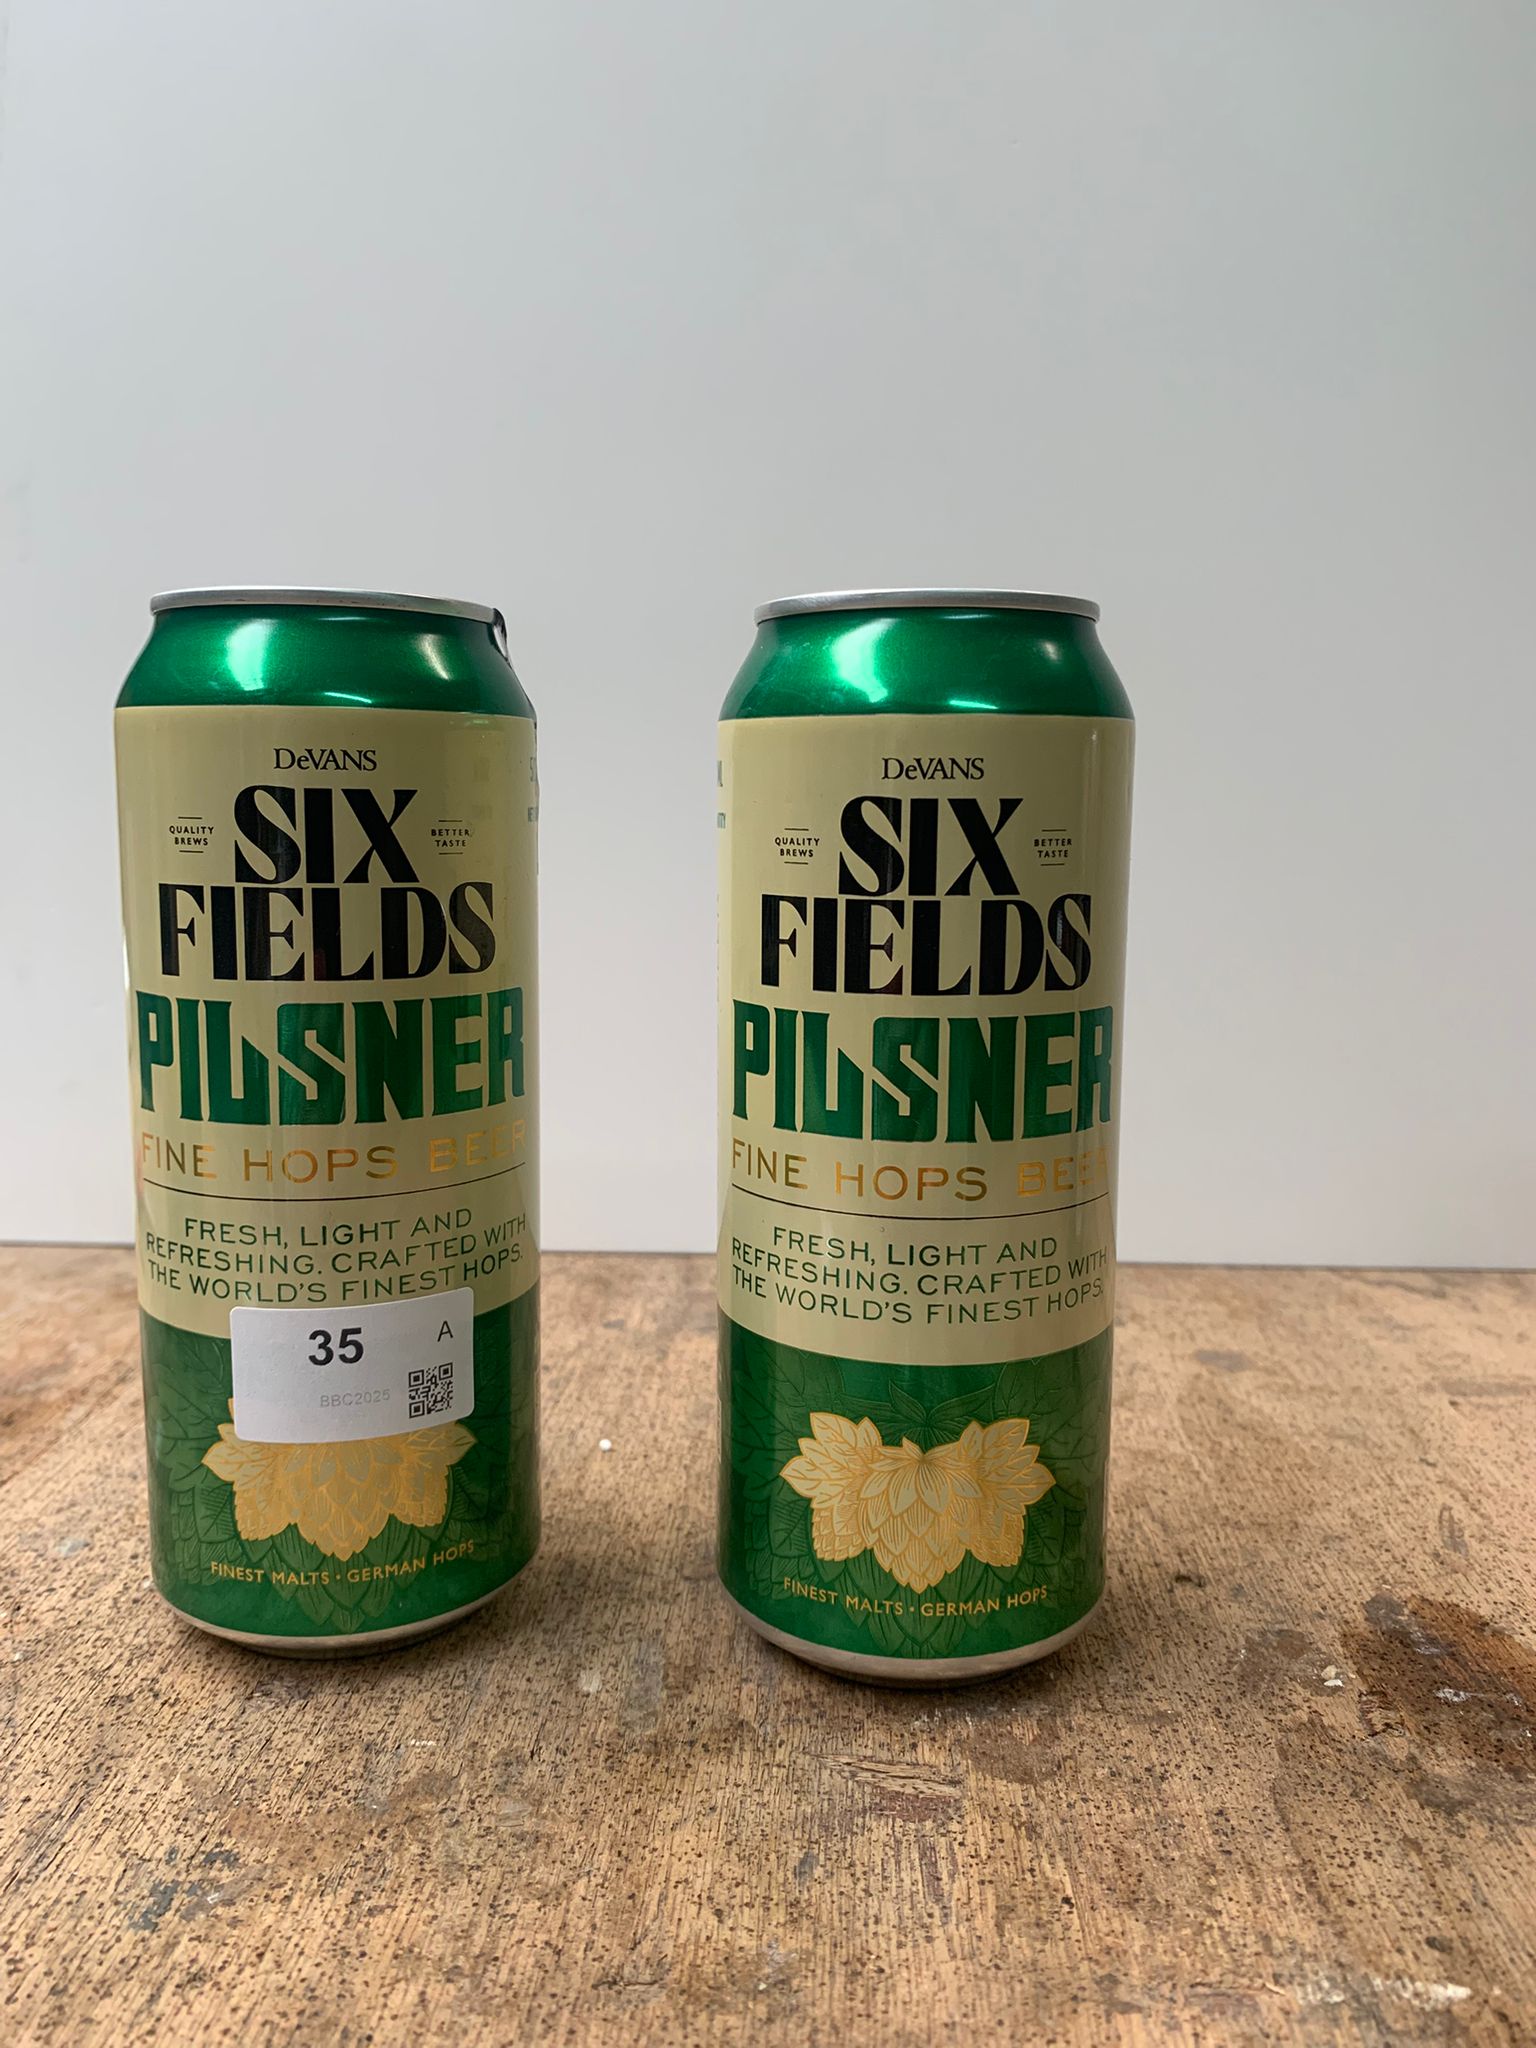 DeVANS
QUALITY
BREWS
SIX
BETTER
TASTE
FIELDS
PILSNER
FINE HOPS BEER
FRESH, LIGHT AND
REFRESHING. CRAFTED WITH
THE WORLD'S FINEST HOPS.
35
A
BBC2025
FINEST MALTS · GERMAN HOPS
DeVANS
QUALITY
BREWS
SIX
BETTER
TASTE
FIELDS
PILSNER
FINE HOPS BEER
FRESH, LIGHT AND
REFRESHING. CRAFTED WITH
THE WORLD'S FINEST HOPS.
FINEST MALTS · GERMAN HOPS